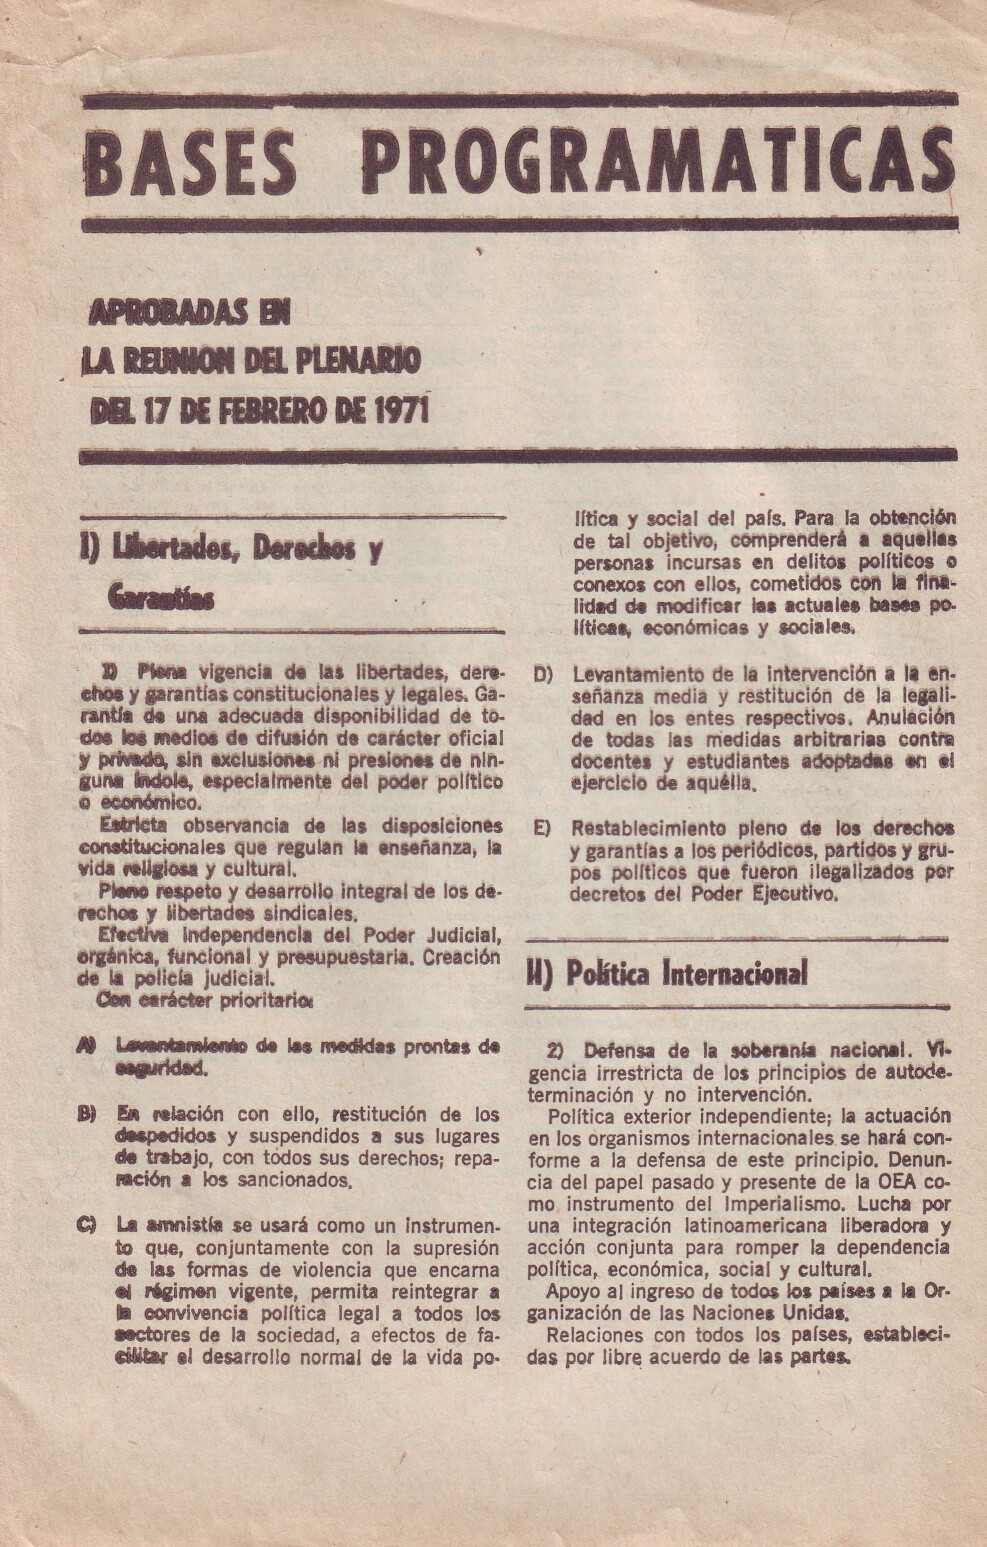 BASES PROGRAMATICAS
APROBADAS EN
LA REUNION DEL PLENARIO
DEL 17 DE FEBRERO DE 1971
I) Libertades, Derechos y
Garantías
1) Plena vigencia de las libertades, dere-
chos y garantías constitucionales y legales. Ga-
rantía de una adecuada disponibilidad de to-
dos los medios de difusión de carácter oficial
y privado, sin exclusiones ni presiones de nin-
guna índole, especialmente del poder político
o económico.
Estricta observancia de las disposiciones
constitucionales que regulan la enseñanza, la
vida religiosa y cultural.
Pleno respeto y desarrollo integral de los de-
rechos y libertades sindicales.
Efectiva independencia del Poder Judicial,
orgánica, funcional y presupuestaria. Creación
de la policía judicial.
Con carácter prioritario:
A) Levantamiento de las medidas prontas de
seguridad.
B) En relación con ello, restitución de los
despedidos y suspendidos a sus lugares
de trabajo, con todos sus derechos; repa-
ración a los sancionados.
C) La amnistía se usará como un instrumen-
to que, conjuntamente con la supresión
de las formas de violencia que encarna
el régimen vigente, permita reintegrar a
la convivencia política legal a todos los
sectores de la sociedad, a efectos de fa-
cilitar el desarrollo normal de la vida po-
lítica y social del país. Para la obtención
de tal objetivo, comprenderá a aquellas
personas incursas en delitos políticos o
conexos con ellos, cometidos con la fina-
lidad de modificar las actuales bases po-
líticas, económicas y sociales.
D) Levantamiento de la intervención a la en-
señanza media y restitución de la legali-
dad en los entes respectivos. Anulación
de todas las medidas arbitrarias contra
docentes y estudiantes adoptadas en el
ejercicio de aquélla.
E) Restablecimiento pleno de los derechos
y garantías a los periódicos, partidos y gru-
pos políticos que fueron ilegalizados por
decretos del Poder Ejecutivo.
II) Política Internacional
2) Defensa de la soberanía nacional. Vi-
gencia irrestricta de los principios de autode-
terminación y no intervención.
Política exterior independiente; la actuación
en los organismos internacionales se hará con-
forme a la defensa de este principio. Denun-
cia del papel pasado y presente de la OEA co-
mo instrumento del Imperialismo. Lucha por
una integración latinoamericana liberadora y
acción conjunta para romper la dependencia
política, económica, social y cultural.
Apoyo al ingreso de todos los países a la Or-
ganización de las Naciones Unidas.
Relaciones con todos los países, estableci-
das por libre acuerdo de las partes.